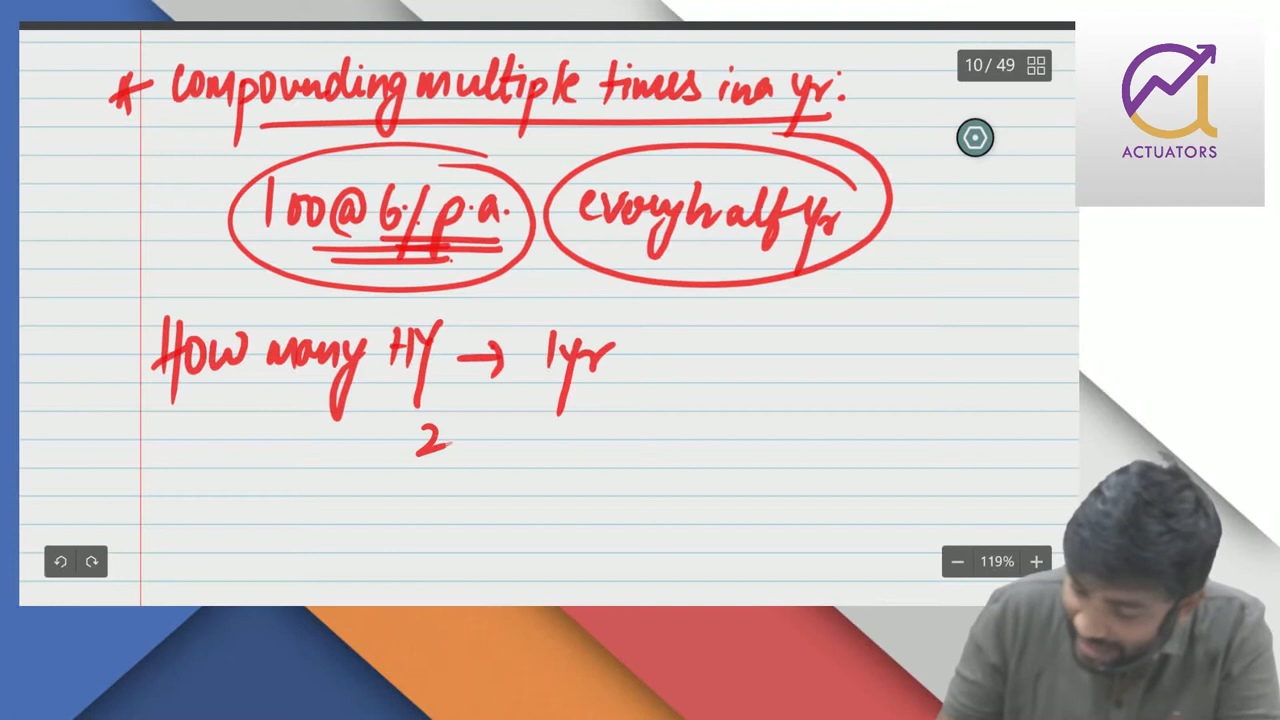 * Compounding multiple times in a yr:
100 @ 6% p.a. every half yr
How many HY → 1yr
2
10 / 49
ACTUATORS
119%